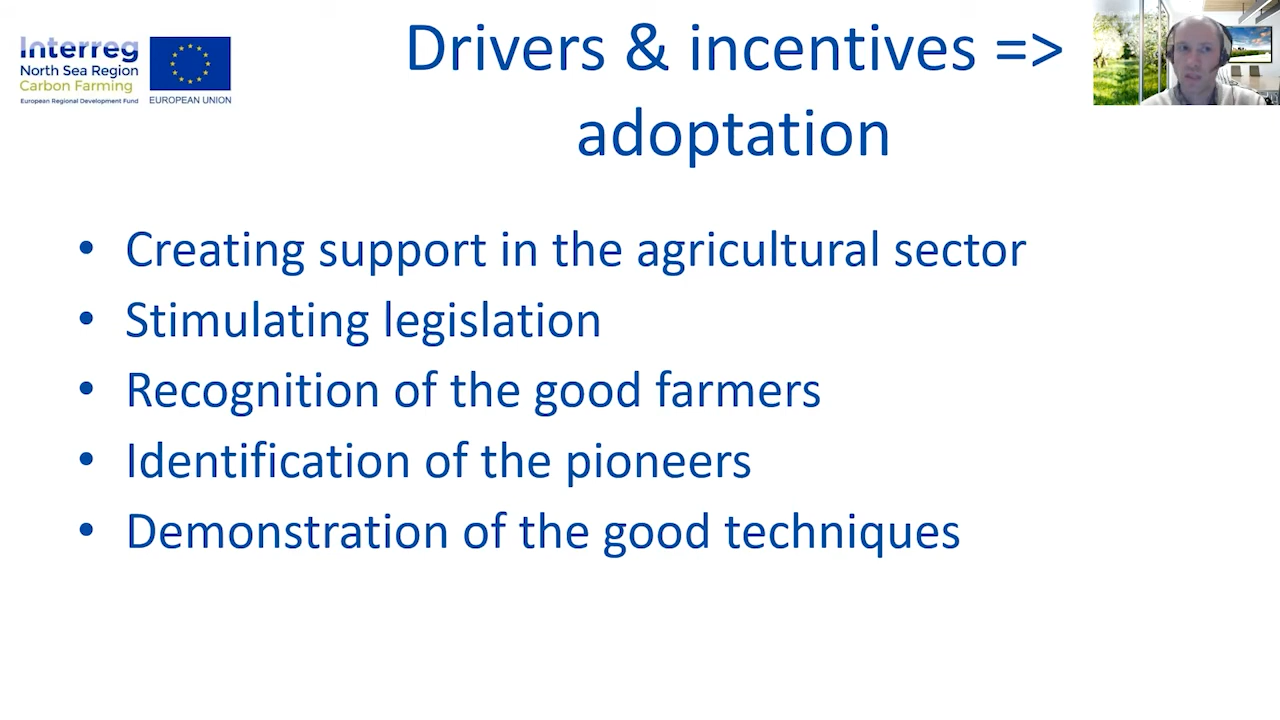 Interreg
North Sea Region
Carbon Farming
European Regional Development Fund
EUROPEAN UNION
Drivers & incentives =>
adoptation
• Creating support in the agricultural sector
• Stimulating legislation
• Recognition of the good farmers
• Identification of the pioneers
• Demonstration of the good techniques